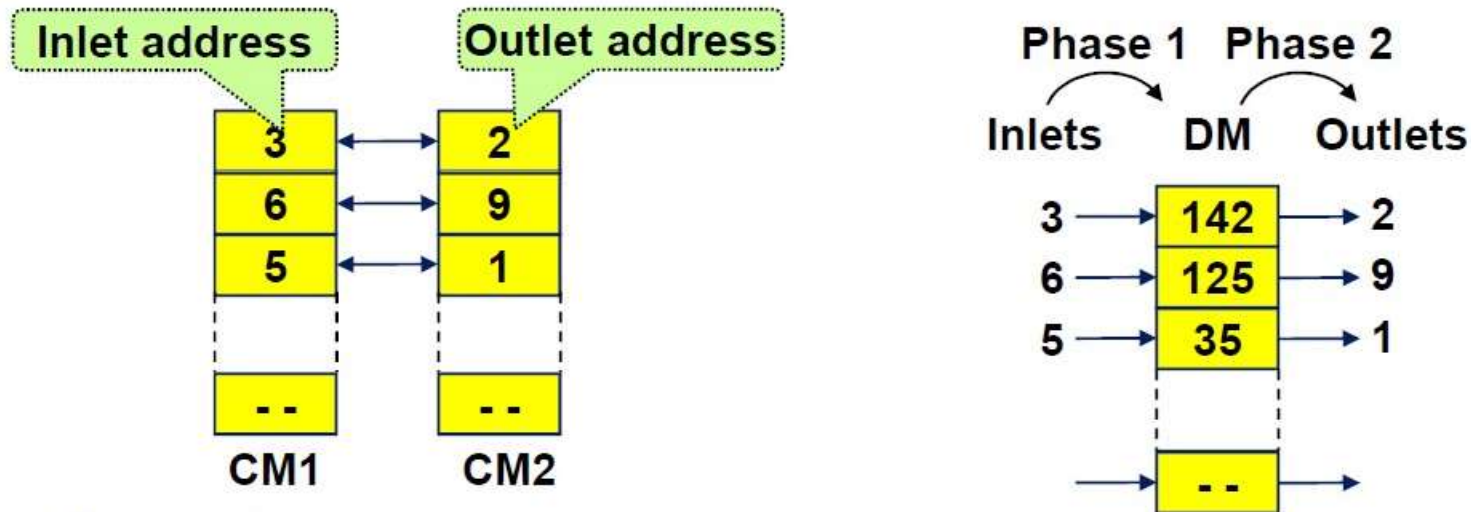 Inlet address
Outlet address
3 2
6 9
5 1
- - - -
CM1 CM2
Phase 1 Phase 2
Inlets DM Outlets
3 142 2
6 125 9
5 35 1
- -